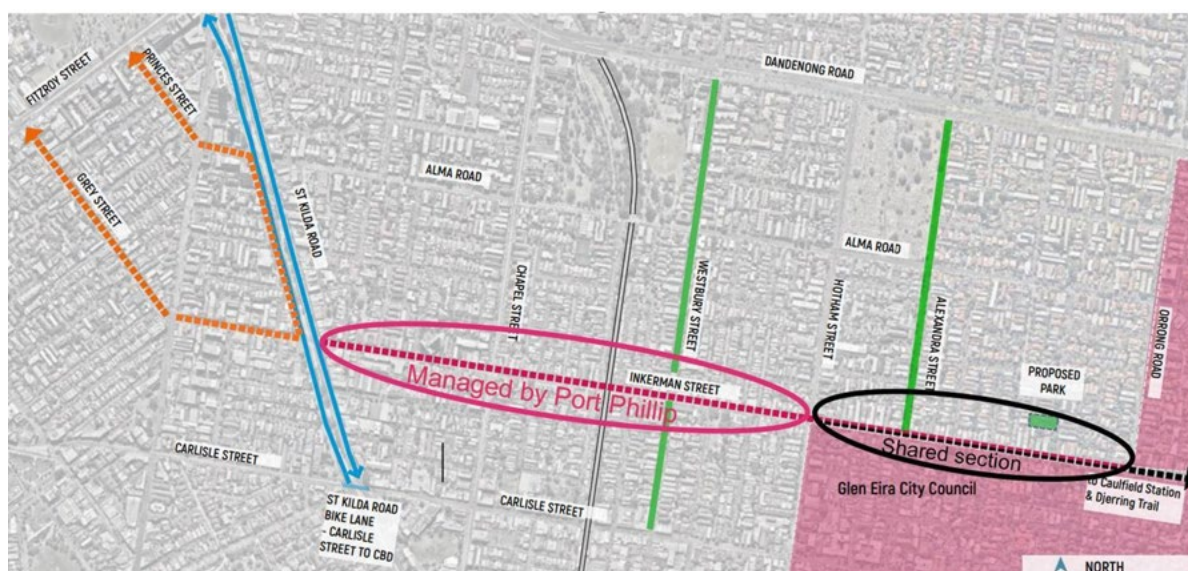 DANDENONG ROAD
FITZROY STREET
PRINCES STREET
ALMA ROAD
GREY STREET
ST KILDA ROAD
ALMA ROAD
CHAPEL STREET
WESTBURY STREET
HOTHAM STREET
ALEXANDRA STREET
ORRONG ROAD
PROPOSED
PARK
INKERMAN STREET
Managed by Port Phillip
Shared section
CARLISLE STREET
Glen Eira City Council
to Caulfield Station
& Djerring Trail
CARLISLE STREET
ST KILDA ROAD
BIKE LANE
- CARLISLE
STREET TO CBD
NORTH